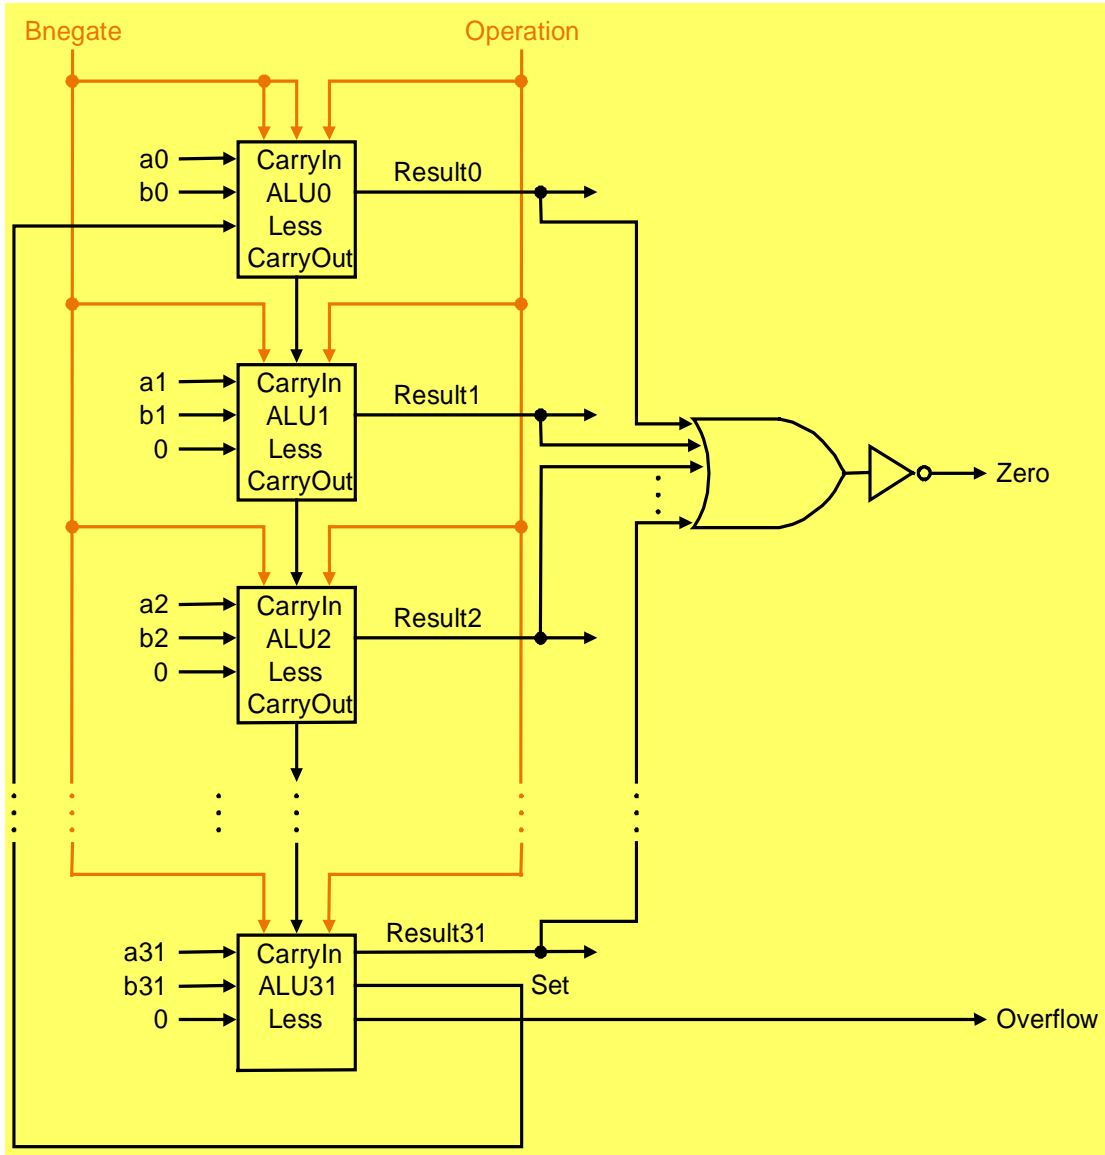 Bnegate Operation
a0 CarryIn Result0
b0 ALU0
Less
CarryOut
a1 CarryIn Result1
b1 ALU1
0 Less
CarryOut
Zero
a2 CarryIn Result2
b2 ALU2
0 Less
CarryOut
a31 CarryIn Result31
b31 ALU31 Set
0 Less Overflow